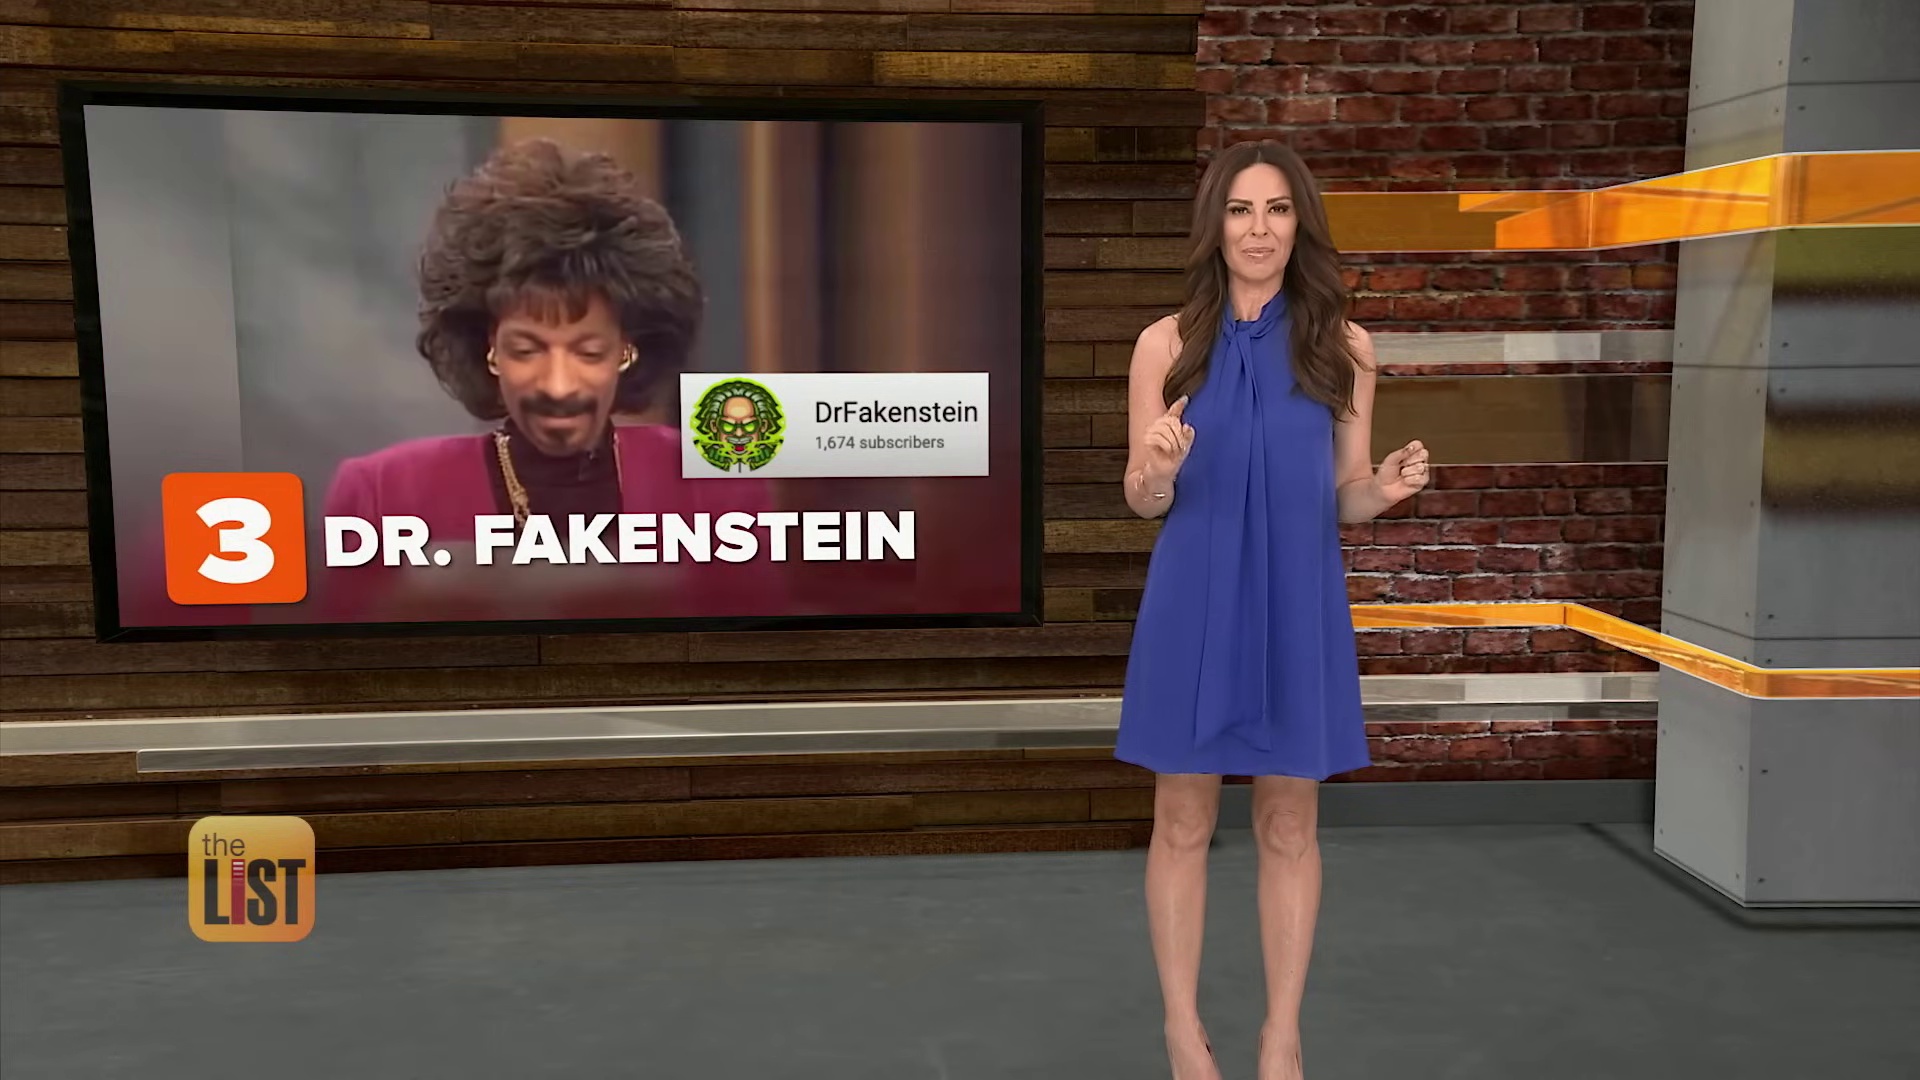 DrFakenstein
1,674 subscribers
3 DR. FAKENSTEIN
the
LIST